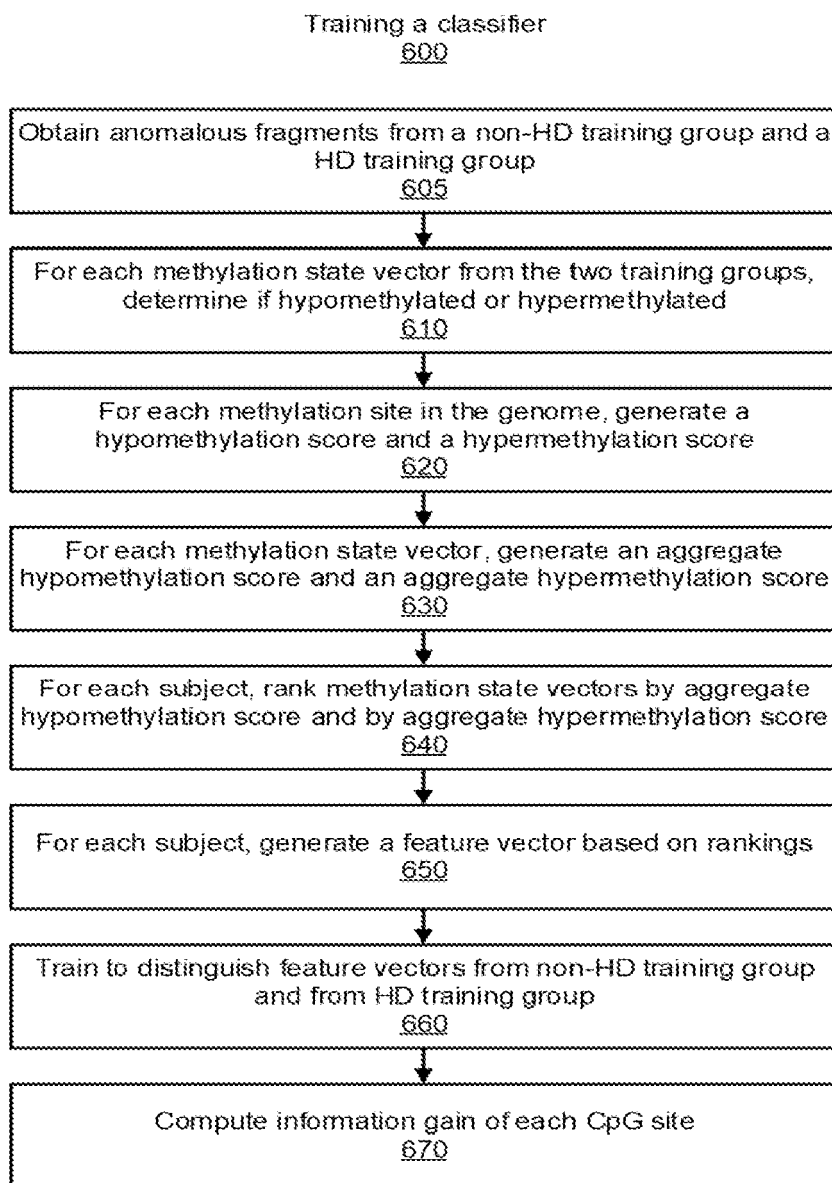 Training a classifier
600
Obtain anomalous fragments from a non-HD training group and a
HD training group
605
For each methylation state vector from the two training groups,
determine if hypomethylated or hypermethylated
610
For each methylation site in the genome, generate a
hypomethylation score and a hypermethylation score
620
For each methylation state vector, generate an aggregate
hypomethylation score and an aggregate hypermethylation score
630
For each subject, rank methylation state vectors by aggregate
hypomethylation score and by aggregate hypermethylation score
640
For each subject, generate a feature vector based on rankings
650
Train to distinguish feature vectors from non-HD training group
and from HD training group
660
Compute information gain of each CpG site
670